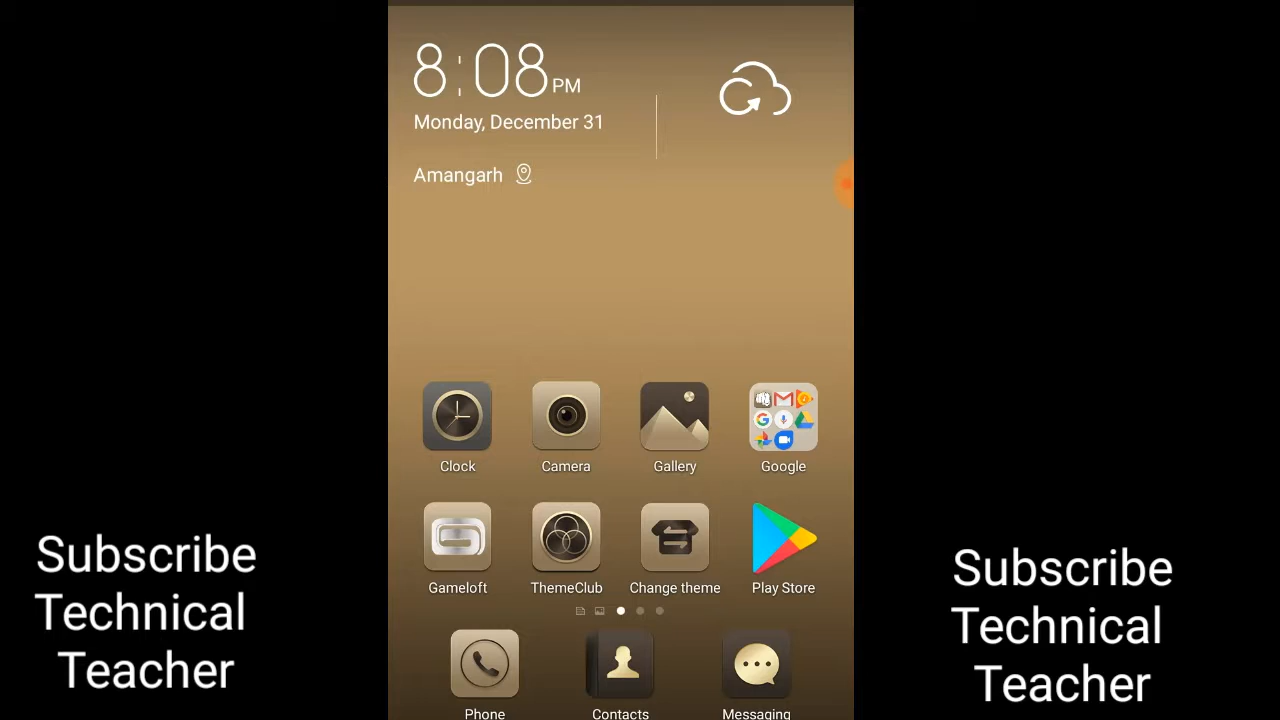 8:08 PM
Monday, December 31
Amangarh
Clock
Camera
Gallery
Google
Gameloft
ThemeClub
Change theme
Play Store
Phone
Contacts
Messaging
Subscribe
Technical
Teacher
Subscribe
Technical
Teacher